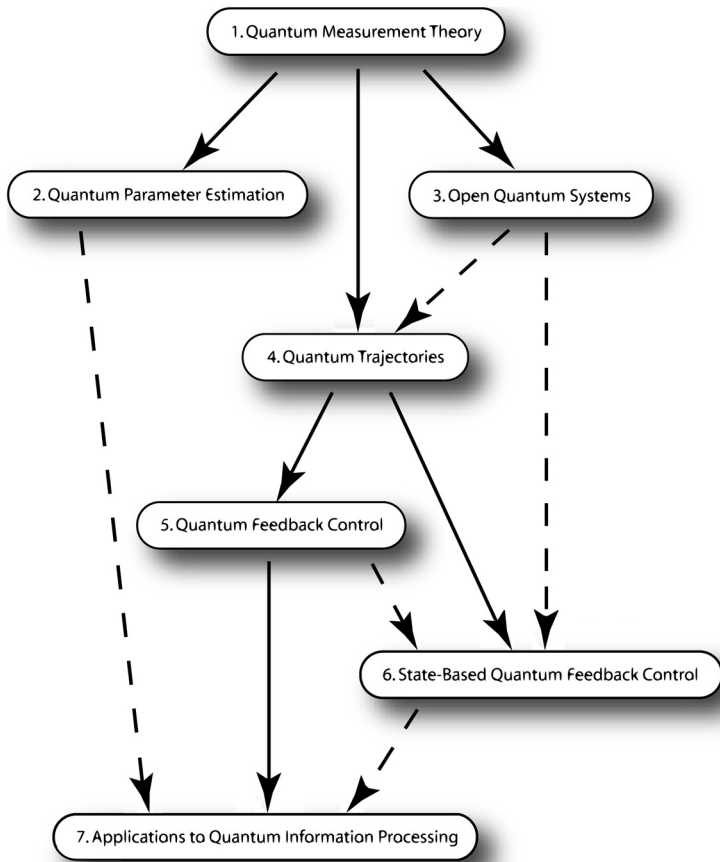 1. Quantum Measurement Theory
2. Quantum Parameter Estimation
3. Open Quantum Systems
4. Quantum Trajectories
5. Quantum Feedback Control
6. State-Based Quantum Feedback Control
7. Applications to Quantum Information Processing